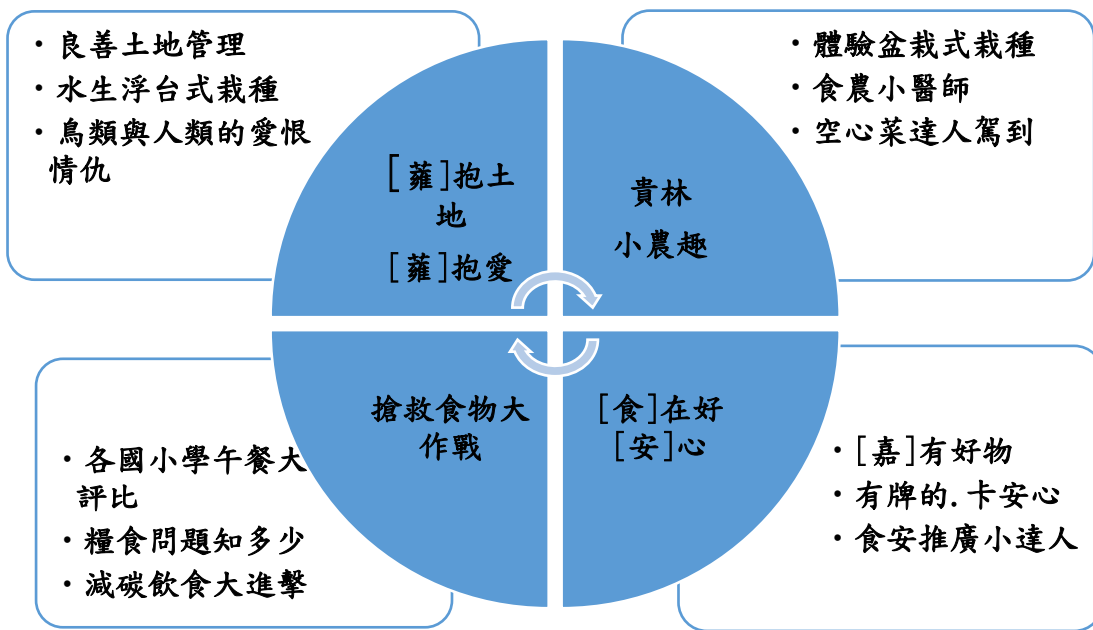 ・良善土地管理
・水生浮台式栽種
・鳥類與人類的愛恨
情仇
・體驗盆栽式栽種
・食農小醫師
・空心菜達人駕到
[蕹]抱土
地
[蕹]抱愛
貴林
小農趣
搶救食物大
作戰
[食]在好
[安]心
・各國小學午餐大
評比
・糧食問題知多少
・減碳飲食大進擊
・[嘉]有好物
・有牌的.卡安心
・食安推廣小達人